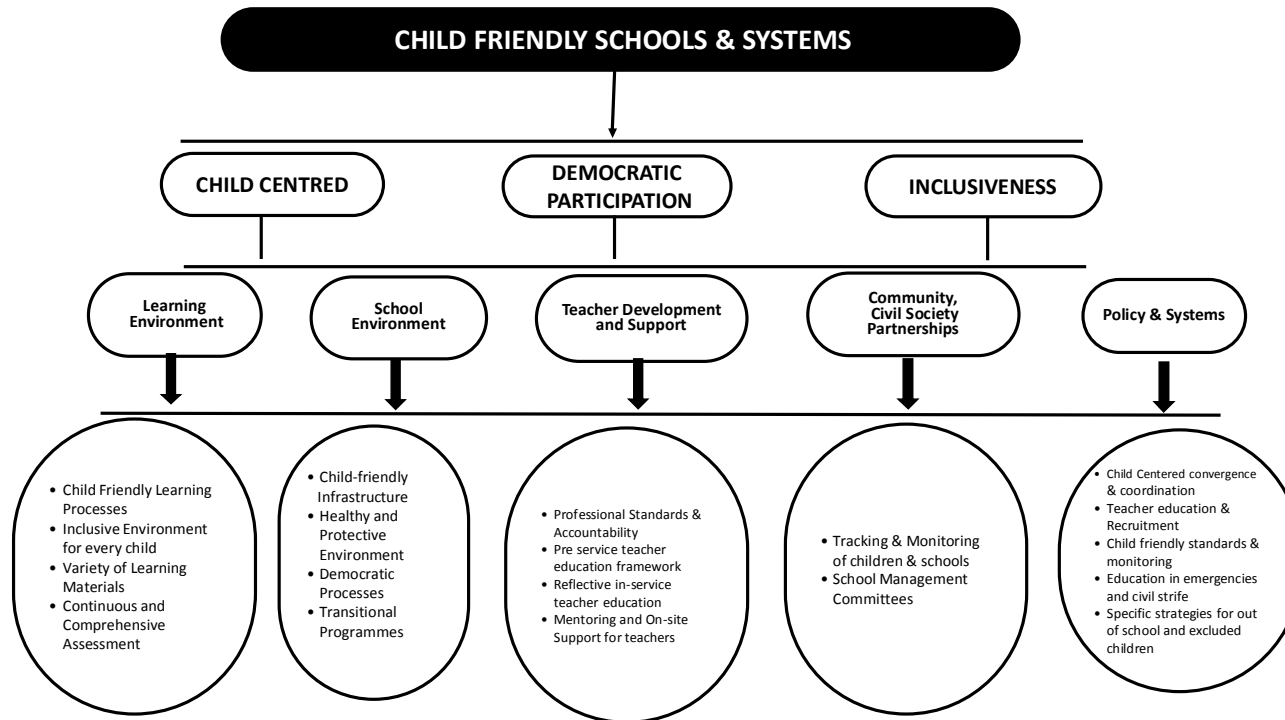 CHILD FRIENDLY SCHOOLS & SYSTEMS
CHILD CENTRED
DEMOCRATIC
PARTICIPATION
INCLUSIVENESS
Learning
Environment
School
Environment
Teacher Development
and Support
Community,
Civil Society
Partnerships
Policy & Systems
• Child Friendly Learning
Processes
• Inclusive Environment
for every child
• Variety of Learning
Materials
• Continuous and
Comprehensive
Assessment
• Child-friendly
Infrastructure
• Healthy and
Protective
Environment
• Democratic
Processes
• Transitional
Programmes
• Professional Standards &
Accountability
• Pre service teacher
education framework
• Reflective in-service
teacher education
• Mentoring and On-site
Support for teachers
• Tracking & Monitoring
of children & schools
• School Management
Committees
• Child Centered convergence
& coordination
• Teacher education &
Recruitment
• Child friendly standards &
monitoring
• Education in emergencies
and civil strife
• Specific strategies for out
of school and excluded
children